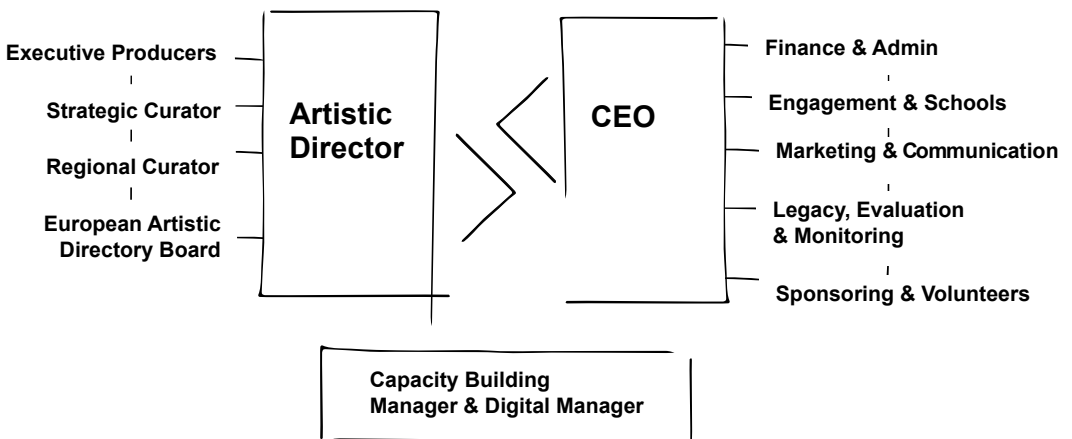 Executive Producers
Strategic Curator
Regional Curator
European Artistic
Directory Board
Artistic
Director
CEO
Finance & Admin
Engagement & Schools
Marketing & Communication
Legacy, Evaluation
& Monitoring
Sponsoring & Volunteers
Capacity Building
Manager & Digital Manager